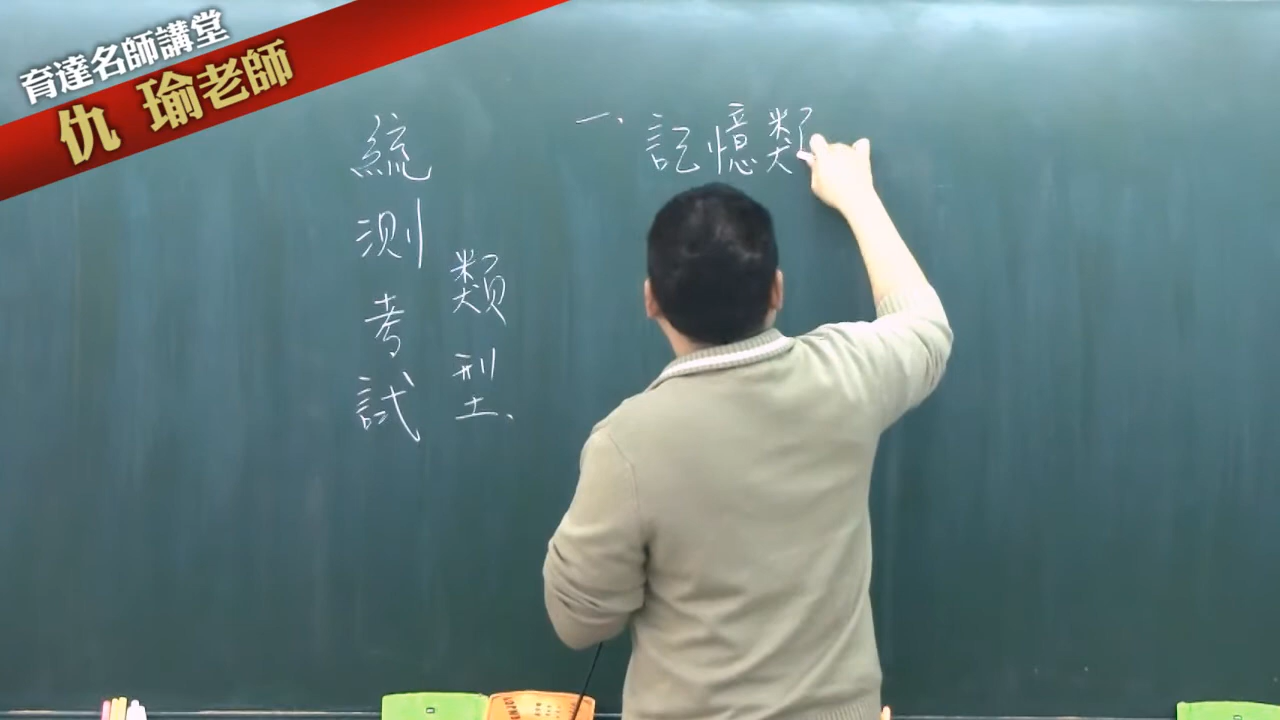 育達名師講堂
仇 瑜老師
統測考試
類型
一、記憶類